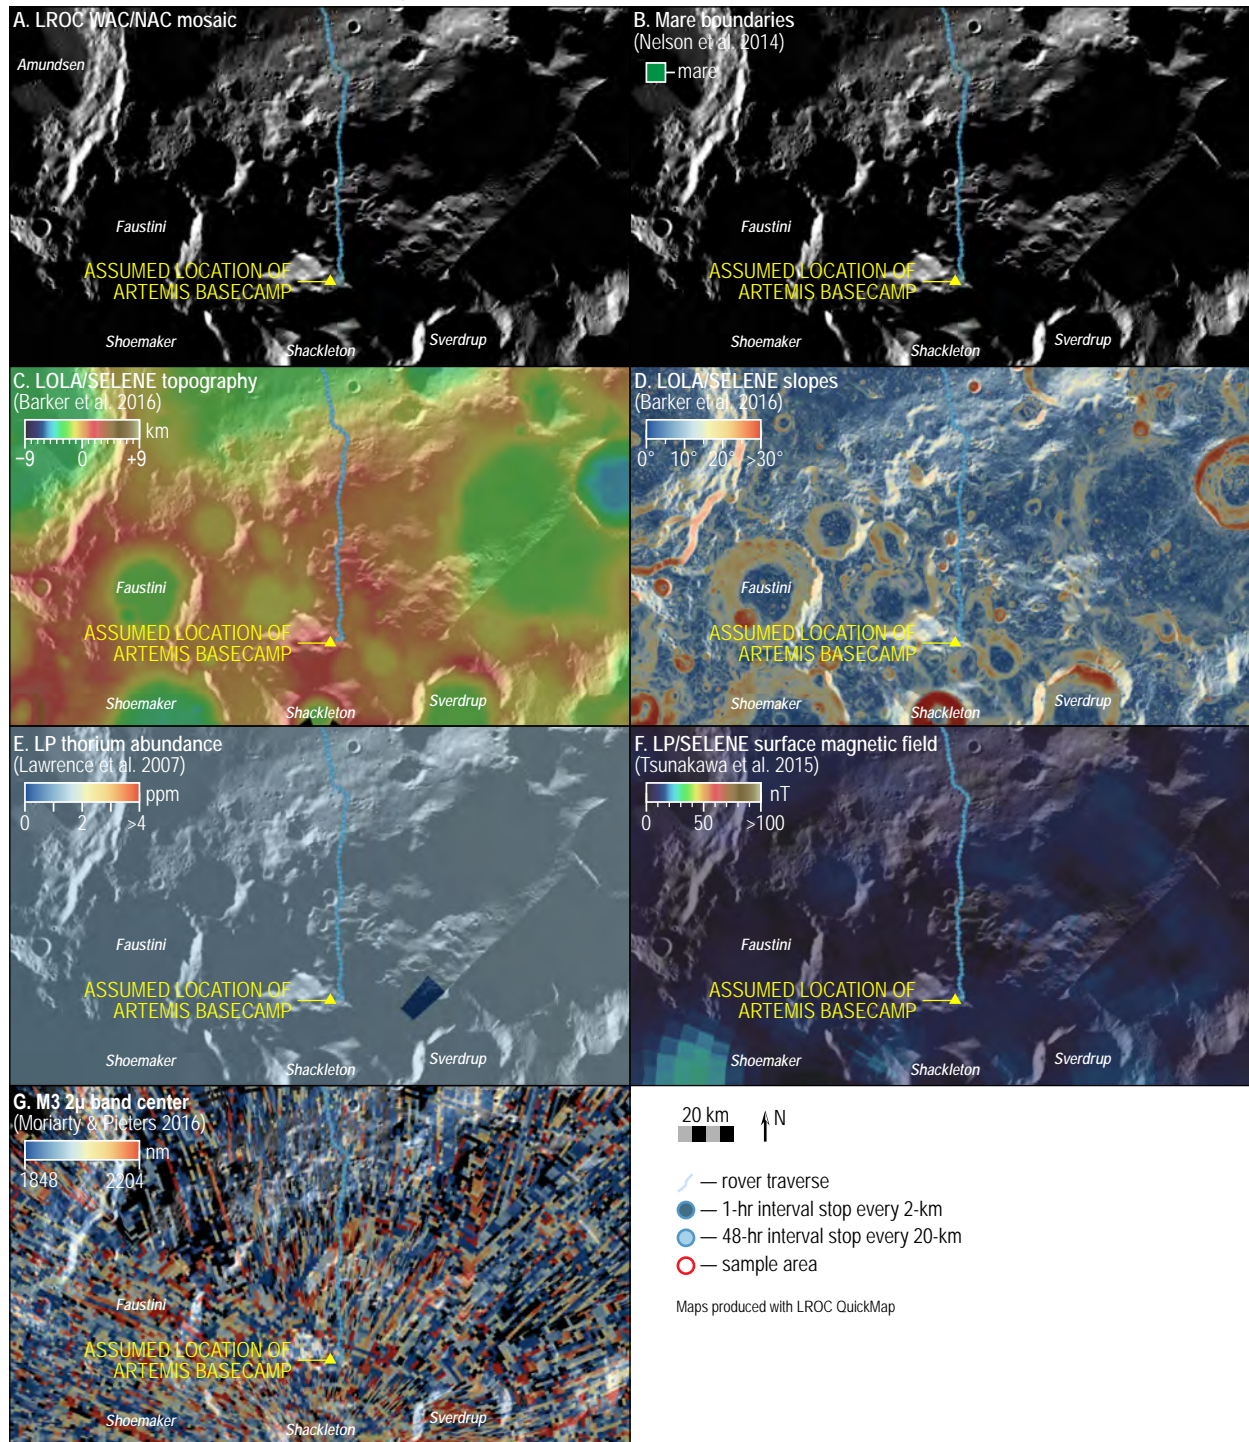 A. LROC WAC/NAC mosaic
Amundsen
Faustini
ASSUMED LOCATION OF
ARTEMIS BASECAMP
Shoemaker
Shackleton
Sverdrup
B. Mare boundaries
(Nelson et al. 2014)
mare
Faustini
ASSUMED LOCATION OF
ARTEMIS BASECAMP
Shoemaker
Shackleton
Sverdrup
C. LOLA/SELENE topography
(Barker et al. 2016)
km
−9 0 +9
Faustini
ASSUMED LOCATION OF
ARTEMIS BASECAMP
Shoemaker
Shackleton
Sverdrup
D. LOLA/SELENE slopes
(Barker et al. 2016)
0° 10° 20° >30°
Faustini
ASSUMED LOCATION OF
ARTEMIS BASECAMP
Shoemaker
Shackleton
Sverdrup
E. LP thorium abundance
(Lawrence et al. 2007)
ppm
0 2 >4
Faustini
ASSUMED LOCATION OF
ARTEMIS BASECAMP
Shoemaker
Shackleton
Sverdrup
F. LP/SELENE surface magnetic field
(Tsunakawa et al. 2015)
nT
0 50 >100
Faustini
ASSUMED LOCATION OF
ARTEMIS BASECAMP
Shoemaker
Shackleton
Sverdrup
G. M3 2μ band center
(Moriarty & Pieters 2016)
nm
1848 2204
Faustini
ASSUMED LOCATION OF
ARTEMIS BASECAMP
Shoemaker
Shackleton
Sverdrup
20 km
N
— rover traverse
— 1-hr interval stop every 2-km
— 48-hr interval stop every 20-km
— sample area
Maps produced with LROC QuickMap